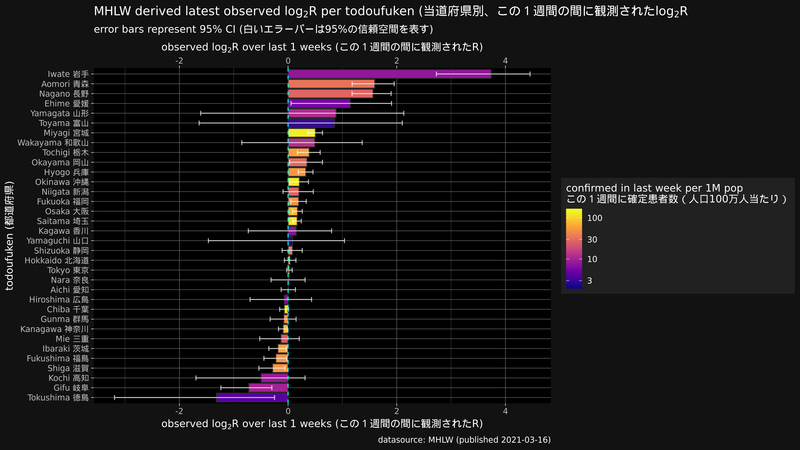 MHLW derived latest observed log2R per todoufuken (当道府県別、この１週間の間に観測されたlog2R
error bars represent 95% CI (白いエラーバーは95%の信頼空間を表す)
observed log2R over last 1 weeks (この１週間の間に観測されたR)
-2 0 2 4
todoufuken (都道府県)
Iwate 岩手
Aomori 青森
Nagano 長野
Ehime 愛媛
Yamagata 山形
Toyama 富山
Miyagi 宮城
Wakayama 和歌山
Tochigi 栃木
Okayama 岡山
Hyogo 兵庫
Okinawa 沖縄
Niigata 新潟
Fukuoka 福岡
Osaka 大阪
Saitama 埼玉
Kagawa 香川
Yamaguchi 山口
Shizuoka 静岡
Hokkaido 北海道
Tokyo 東京
Nara 奈良
Aichi 愛知
Hiroshima 広島
Chiba 千葉
Gunma 群馬
Kanagawa 神奈川
Mie 三重
Ibaraki 茨城
Fukushima 福島
Shiga 滋賀
Kochi 高知
Gifu 岐阜
Tokushima 徳島
-2 0 2 4
observed log2R over last 1 weeks (この１週間の間に観測されたR)
confirmed in last week per 1M pop
この１週間に確定患者数（人口100万人当たり）
100
30
10
3
datasource: MHLW (published 2021-03-16)